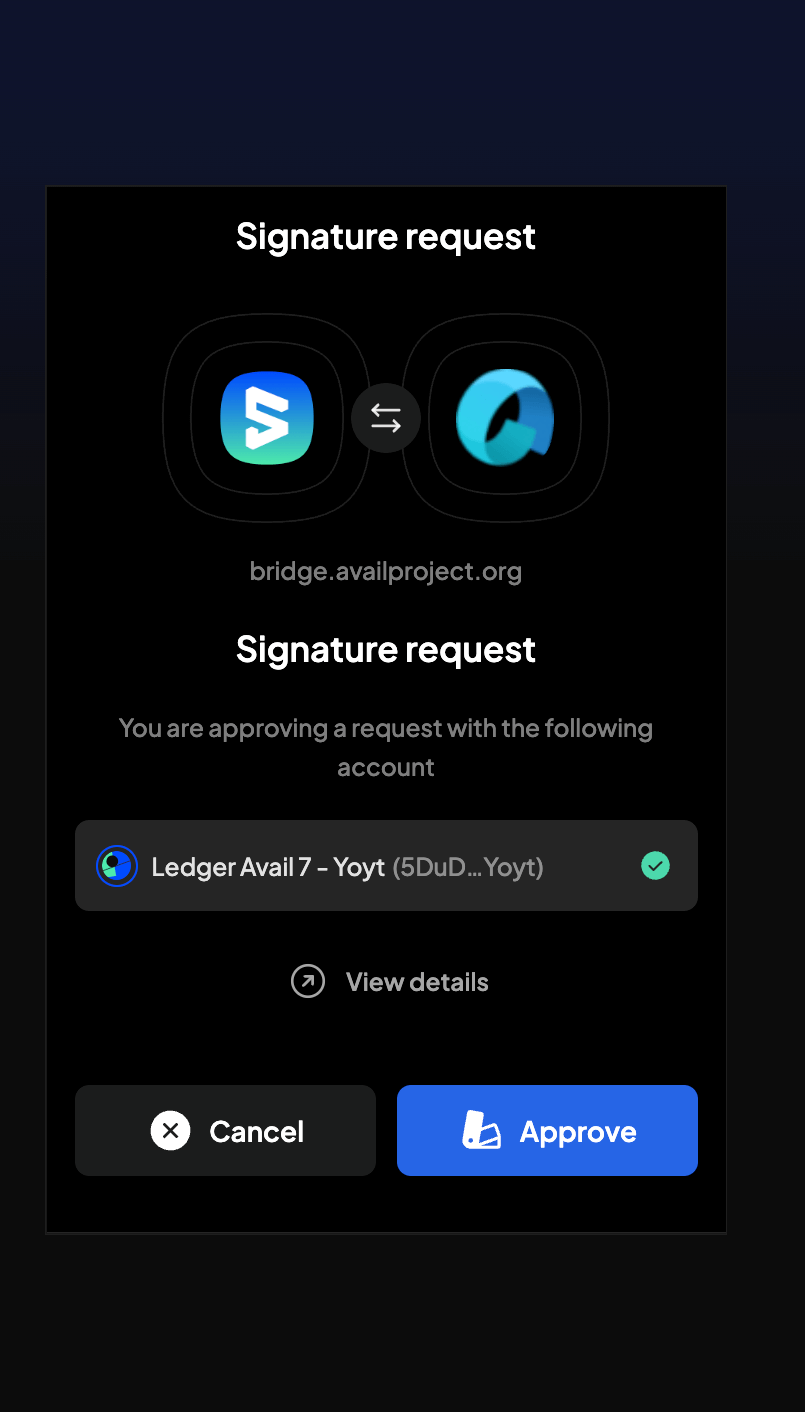 Signature request
bridge.availproject.org
Signature request
You are approving a request with the following
account
Ledger Avail 7 - Yoyt (5DuD...Yoyt)
View details
Cancel
Approve